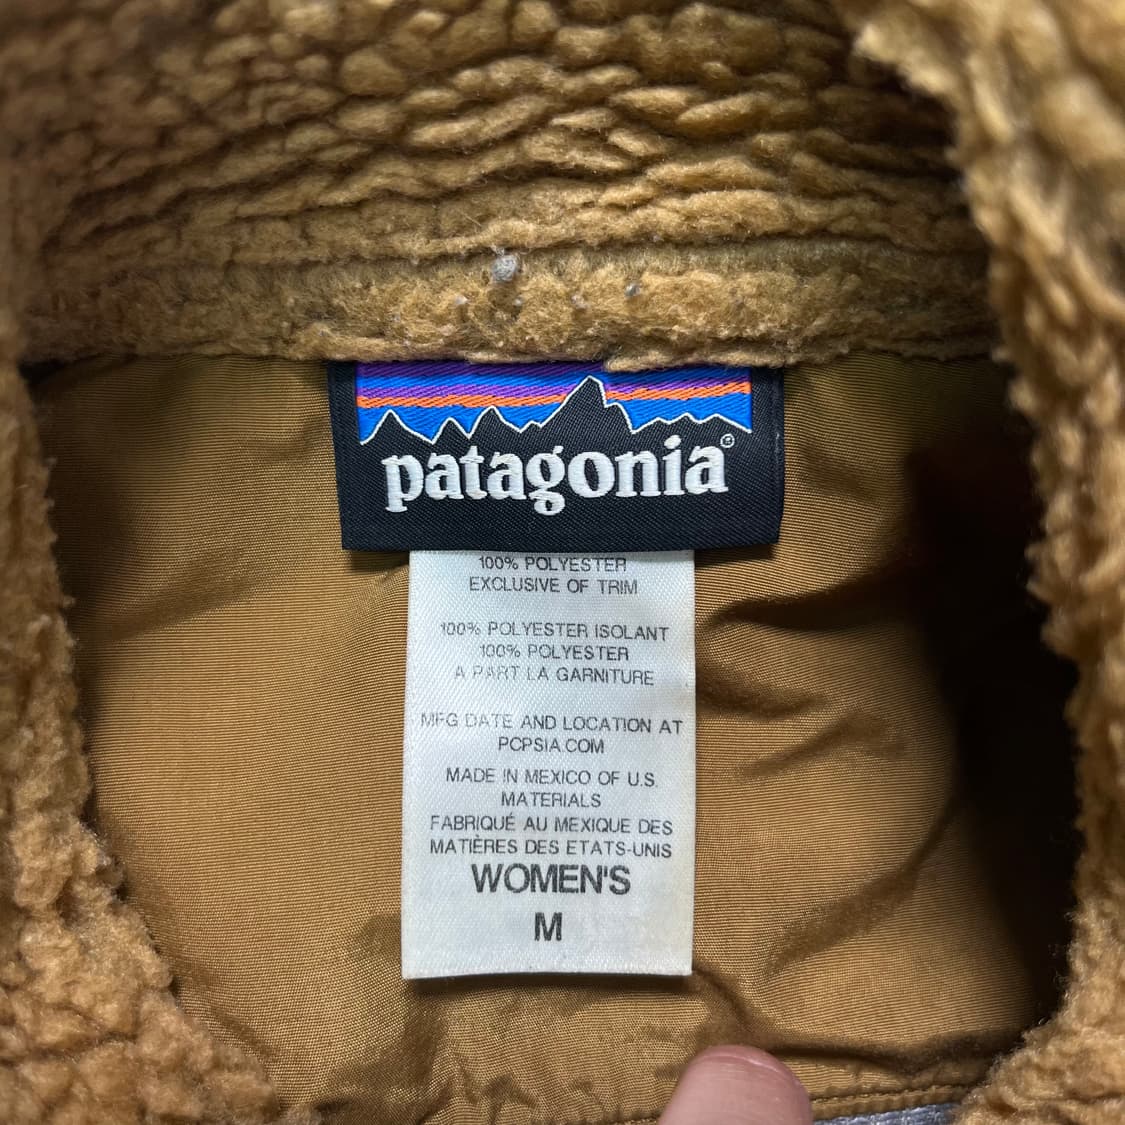 patagonia®
100% POLYESTER
EXCLUSIVE OF TRIM
100% POLYESTER ISOLANT
100% POLYESTER
A PART LA GARNITURE
MFG DATE AND LOCATION AT
PCPSIA.COM
MADE IN MEXICO OF U.S.
MATERIALS
FABRIQUÉ AU MEXIQUE DES
MATIÈRES DES ETATS-UNIS
WOMEN'S
M